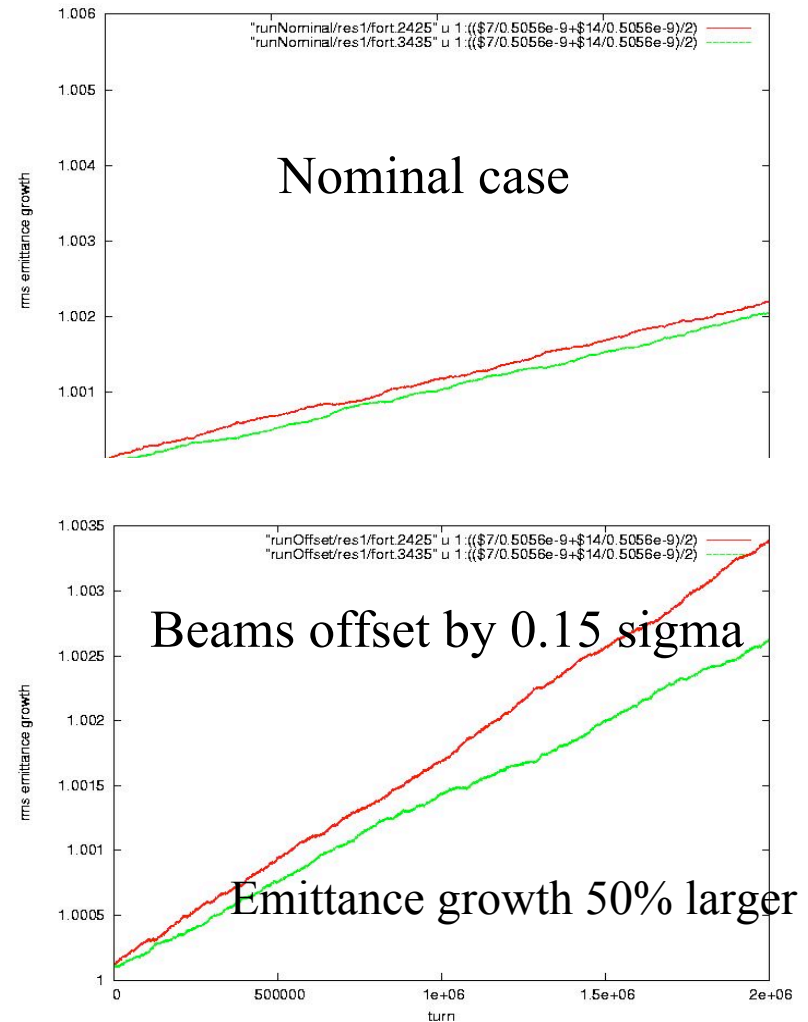 1.006
"runNominal/res1/fort.2425" u 1:(($7/0.5056e-9+$14/0.5056e-9)/2)
"runNominal/res1/fort.3435" u 1:(($7/0.5056e-9+$14/0.5056e-9)/2)
1.005
1.004
Nominal case
1.003
rms emittance growth
1.002
1.001
1.0035
"runOffset/res1/fort.2425" u 1:(($7/0.5056e-9+$14/0.5056e-9)/2)
"runOffset/res1/fort.3435" u 1:(($7/0.5056e-9+$14/0.5056e-9)/2)
1.003
Beams offset by 0.15 sigma
1.0025
1.002
rms emittance growth
1.0015
1.001
Emittance growth 50% larger
1.0005
1
0 500000 1e+06 1.5e+06 2e+06
turn